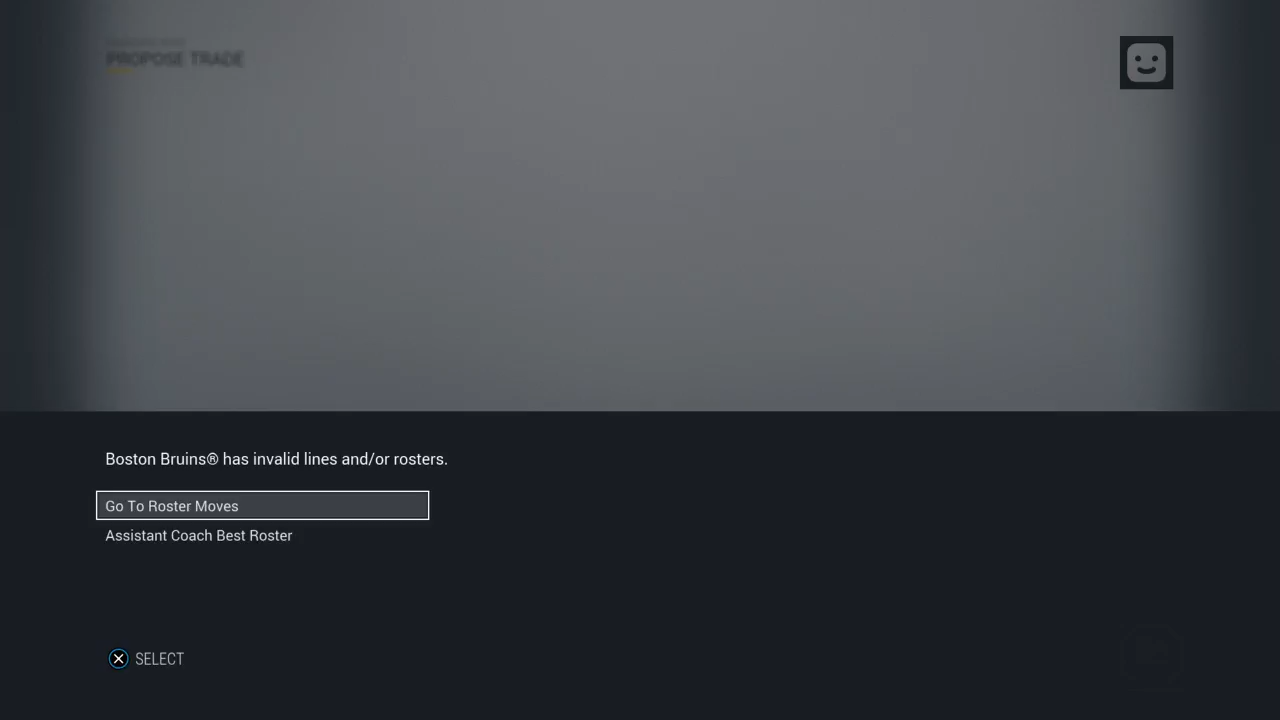 PROPOSE TRADE
Boston Bruins® has invalid lines and/or rosters.
Go To Roster Moves
Assistant Coach Best Roster
SELECT